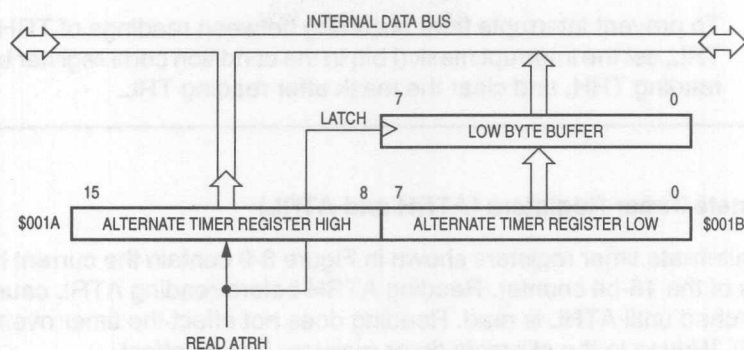 INTERNAL DATA BUS
7 0
LATCH
LOW BYTE BUFFER
15 8 7 0
$001A ALTERNATE TIMER REGISTER HIGH ALTERNATE TIMER REGISTER LOW $001B
READ ATRH